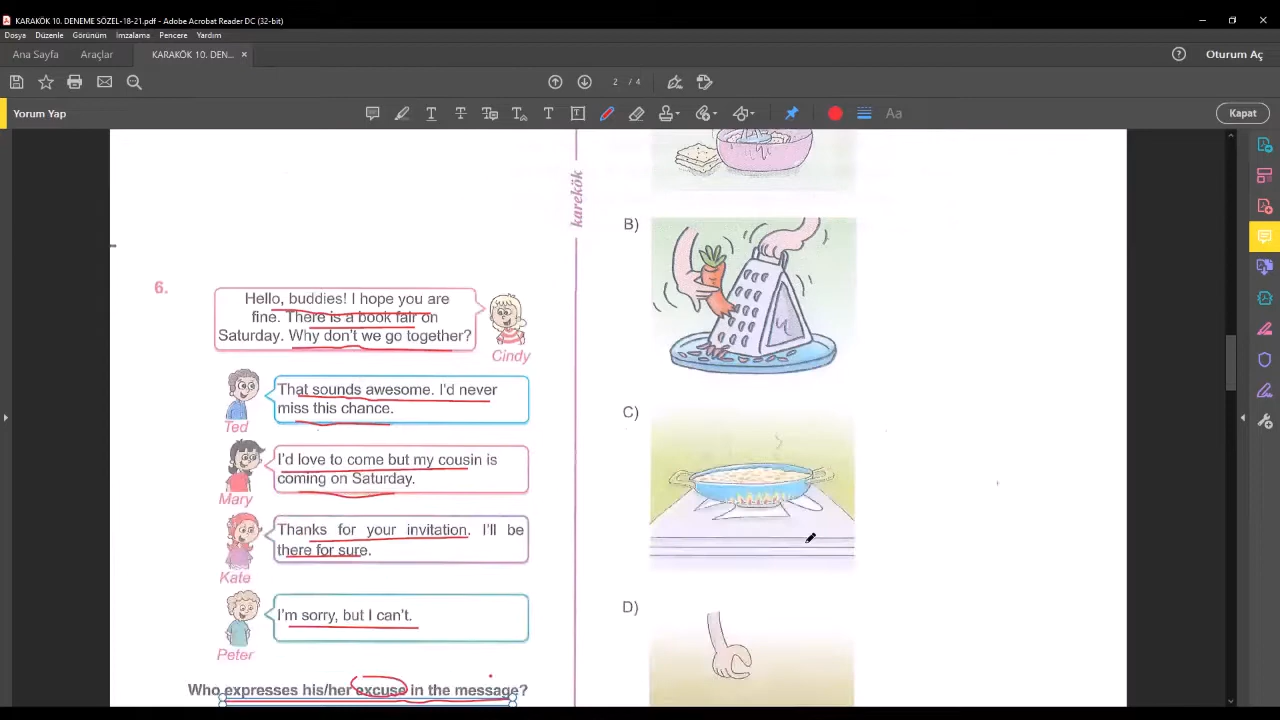 KARAKÖK 10. DENEME SÖZEL-18-21.pdf - Adobe Acrobat Reader DC (32-bit)
Dosya Düzenle Görünüm İmzalama Pencere Yardım
Ana Sayfa Araçlar KARAKÖK 10. DEN... × Oturum Aç
2 / 4
Yorum Yap Kapat
karekök
B)
6.
Hello, buddies! I hope you are
fine. There is a book fair on
Saturday. Why don't we go together?
Cindy
That sounds awesome. I'd never
miss this chance.
Ted
I'd love to come but my cousin is
coming on Saturday.
Mary
Thanks for your invitation. I'll be
there for sure.
Kate
I'm sorry, but I can't.
Peter
Who expresses his/her excuse in the message?
C)
D)